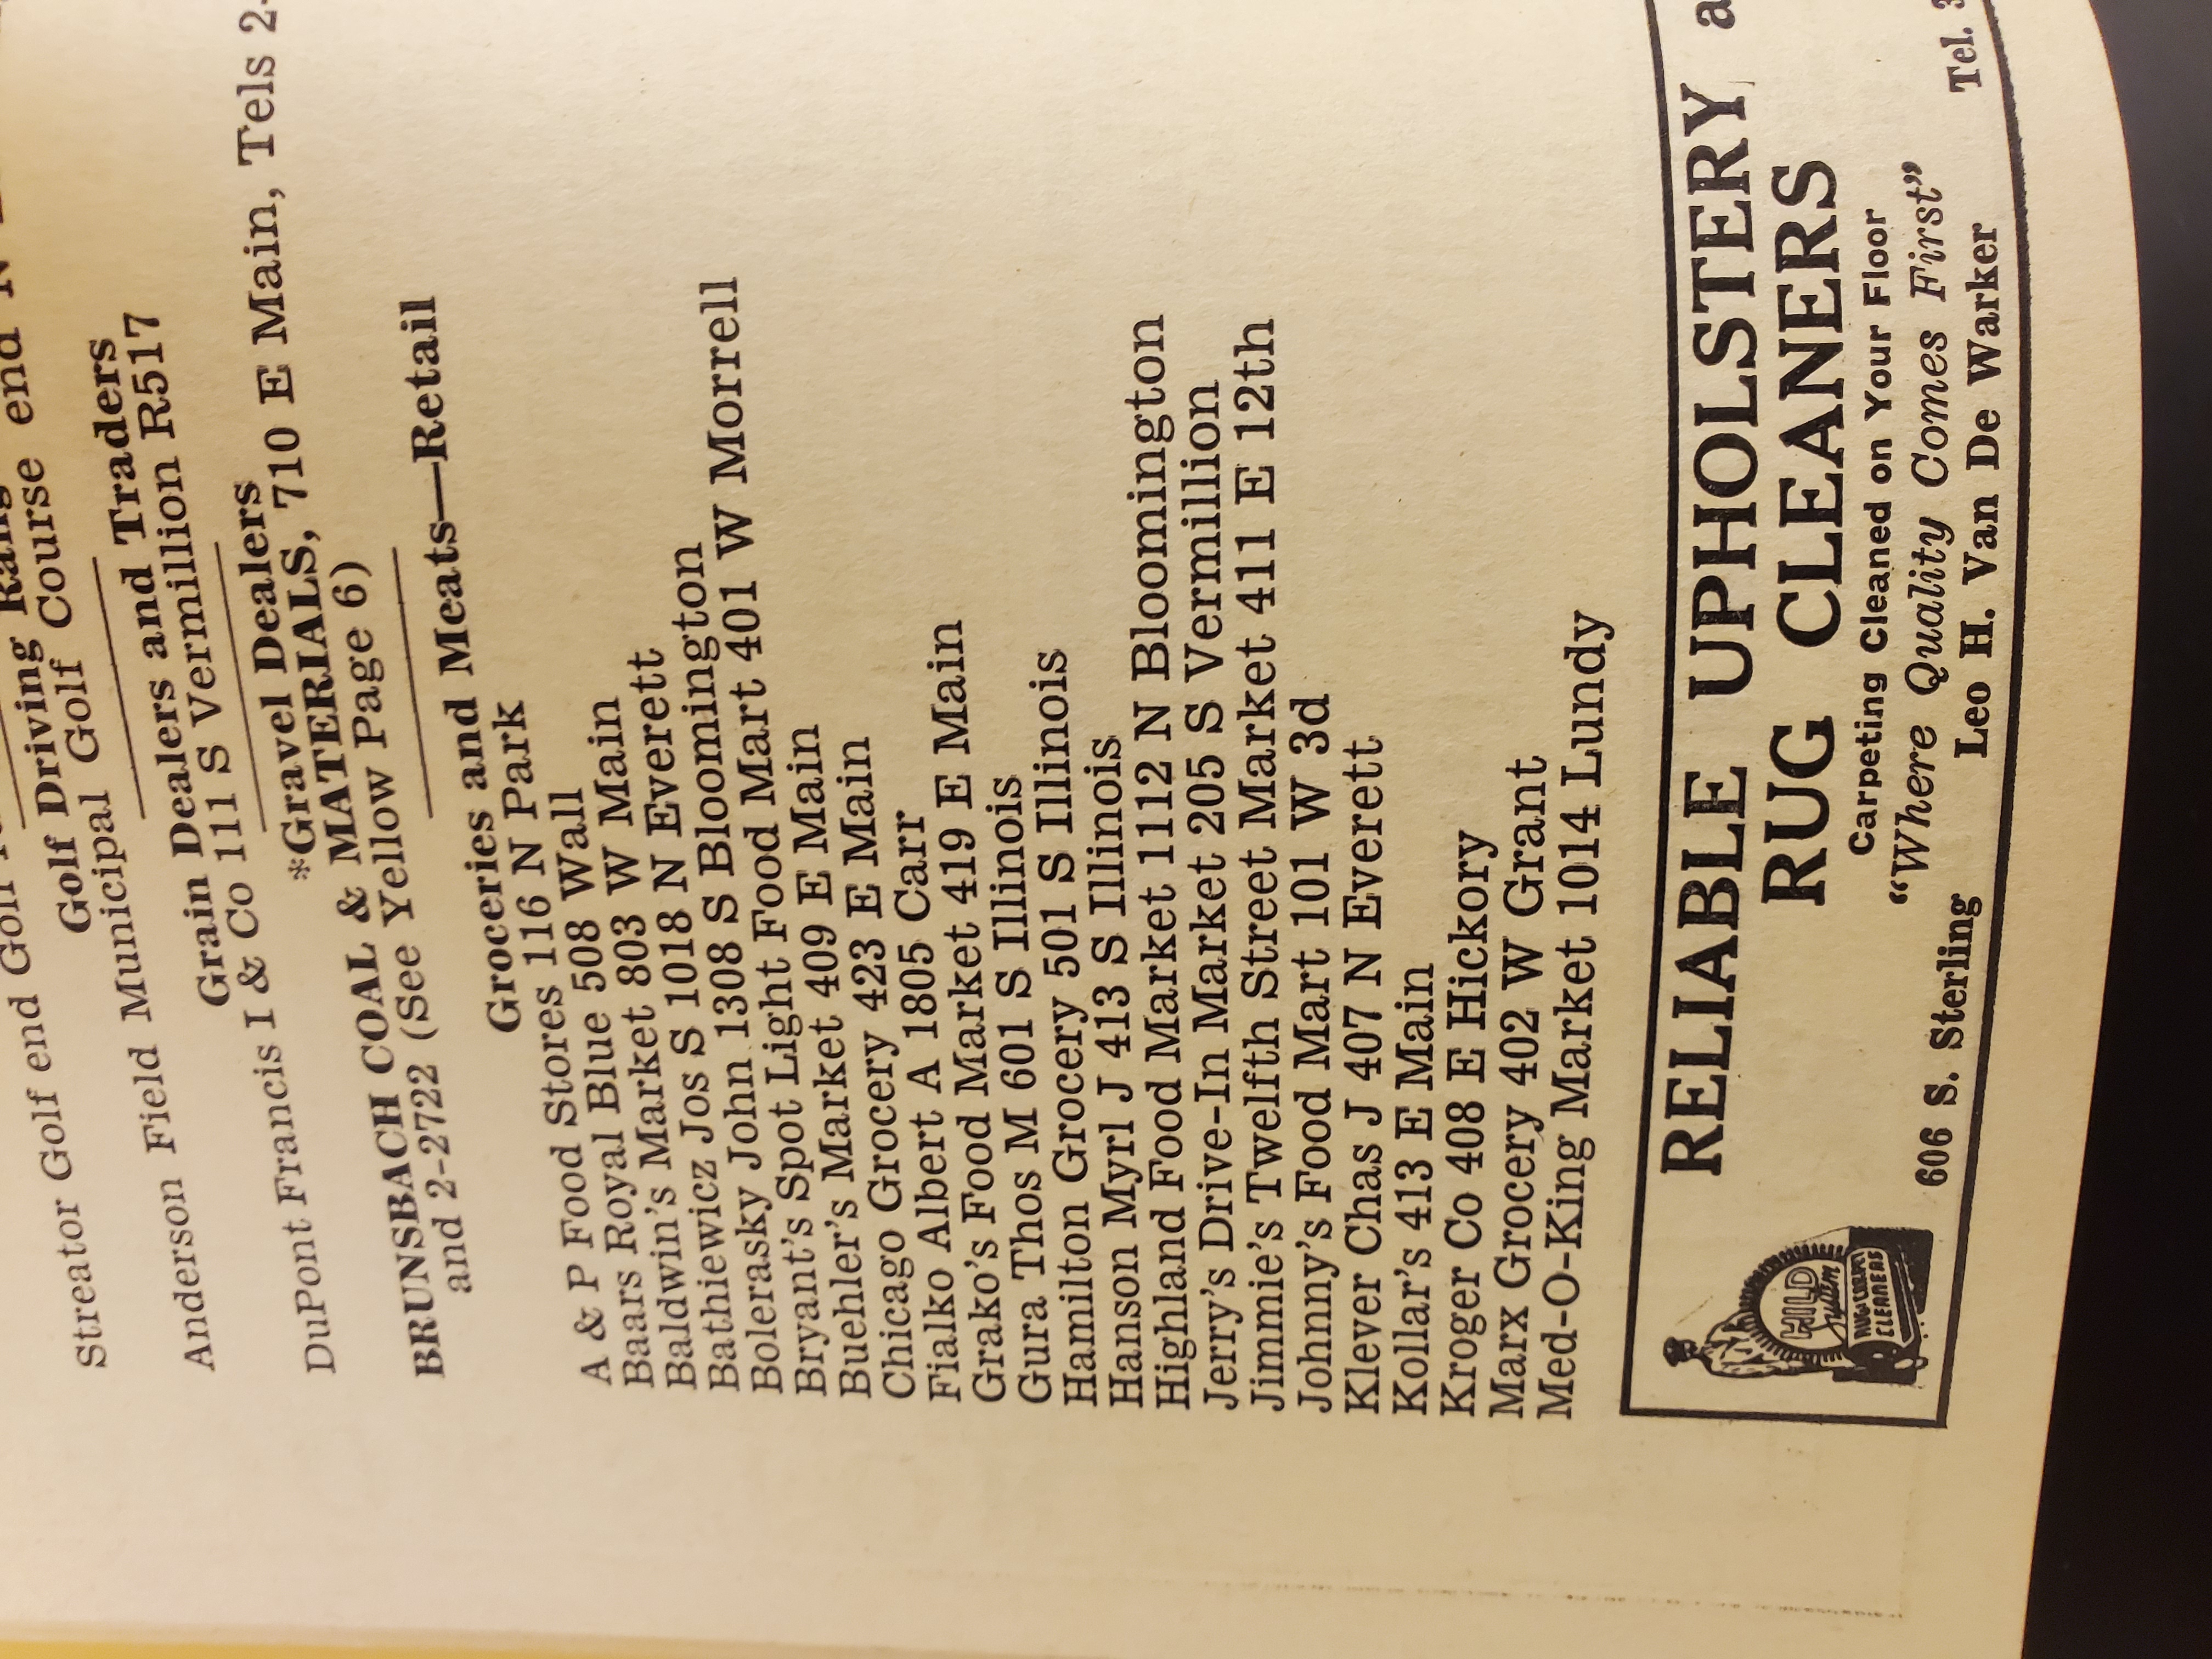 Streator Golf end Golf
Golf Driving
Anderson Field Municipal Golf Course end N
Grain Dealers and Traders
DuPont Francis I & Co 111 S Vermillion R517
*Gravel Dealers
BRUNSBACH COAL & MATERIALS, 710 E Main, Tels 2-
and 2-2722 (See Yellow Page 6)
Groceries and Meats—Retail
A & P Food Stores 116 N Park
Baars Royal Blue 508 Wall
Baldwin's Market 803 W Main
Bathiewicz Jos S 1018 N Everett
Bolerasky John 1308 S Bloomington
Bryant's Spot Light Food Mart 401 W Morrell
Buehler's Market 409 E Main
Chicago Grocery 423 E Main
Fialko Albert A 1805 Carr
Grako's Food Market 419 E Main
Gura Thos M 601 S Illinois
Hamilton Grocery 501 S Illinois
Hanson Myrl J 413 S Illinois
Highland Food Market 1112 N Bloomington
Jerry's Drive-In Market 205 S Vermillion
Jimmie's Twelfth Street Market 411 E 12th
Johnny's Food Mart 101 W 3d
Klever Chas J 407 N Everett
Kollar's 413 E Main
Kroger Co 408 E Hickory
Marx Grocery 402 W Grant
Med-O-King Market 1014 Lundy
RELIABLE UPHOLSTERY a
RUG CLEANERS
Carpeting Cleaned on Your Floor
"Where Quality Comes First"
606 S. Sterling Leo H. Van De Warker Tel. 3
HILD
System
RUG & CARPET
CLEANERS